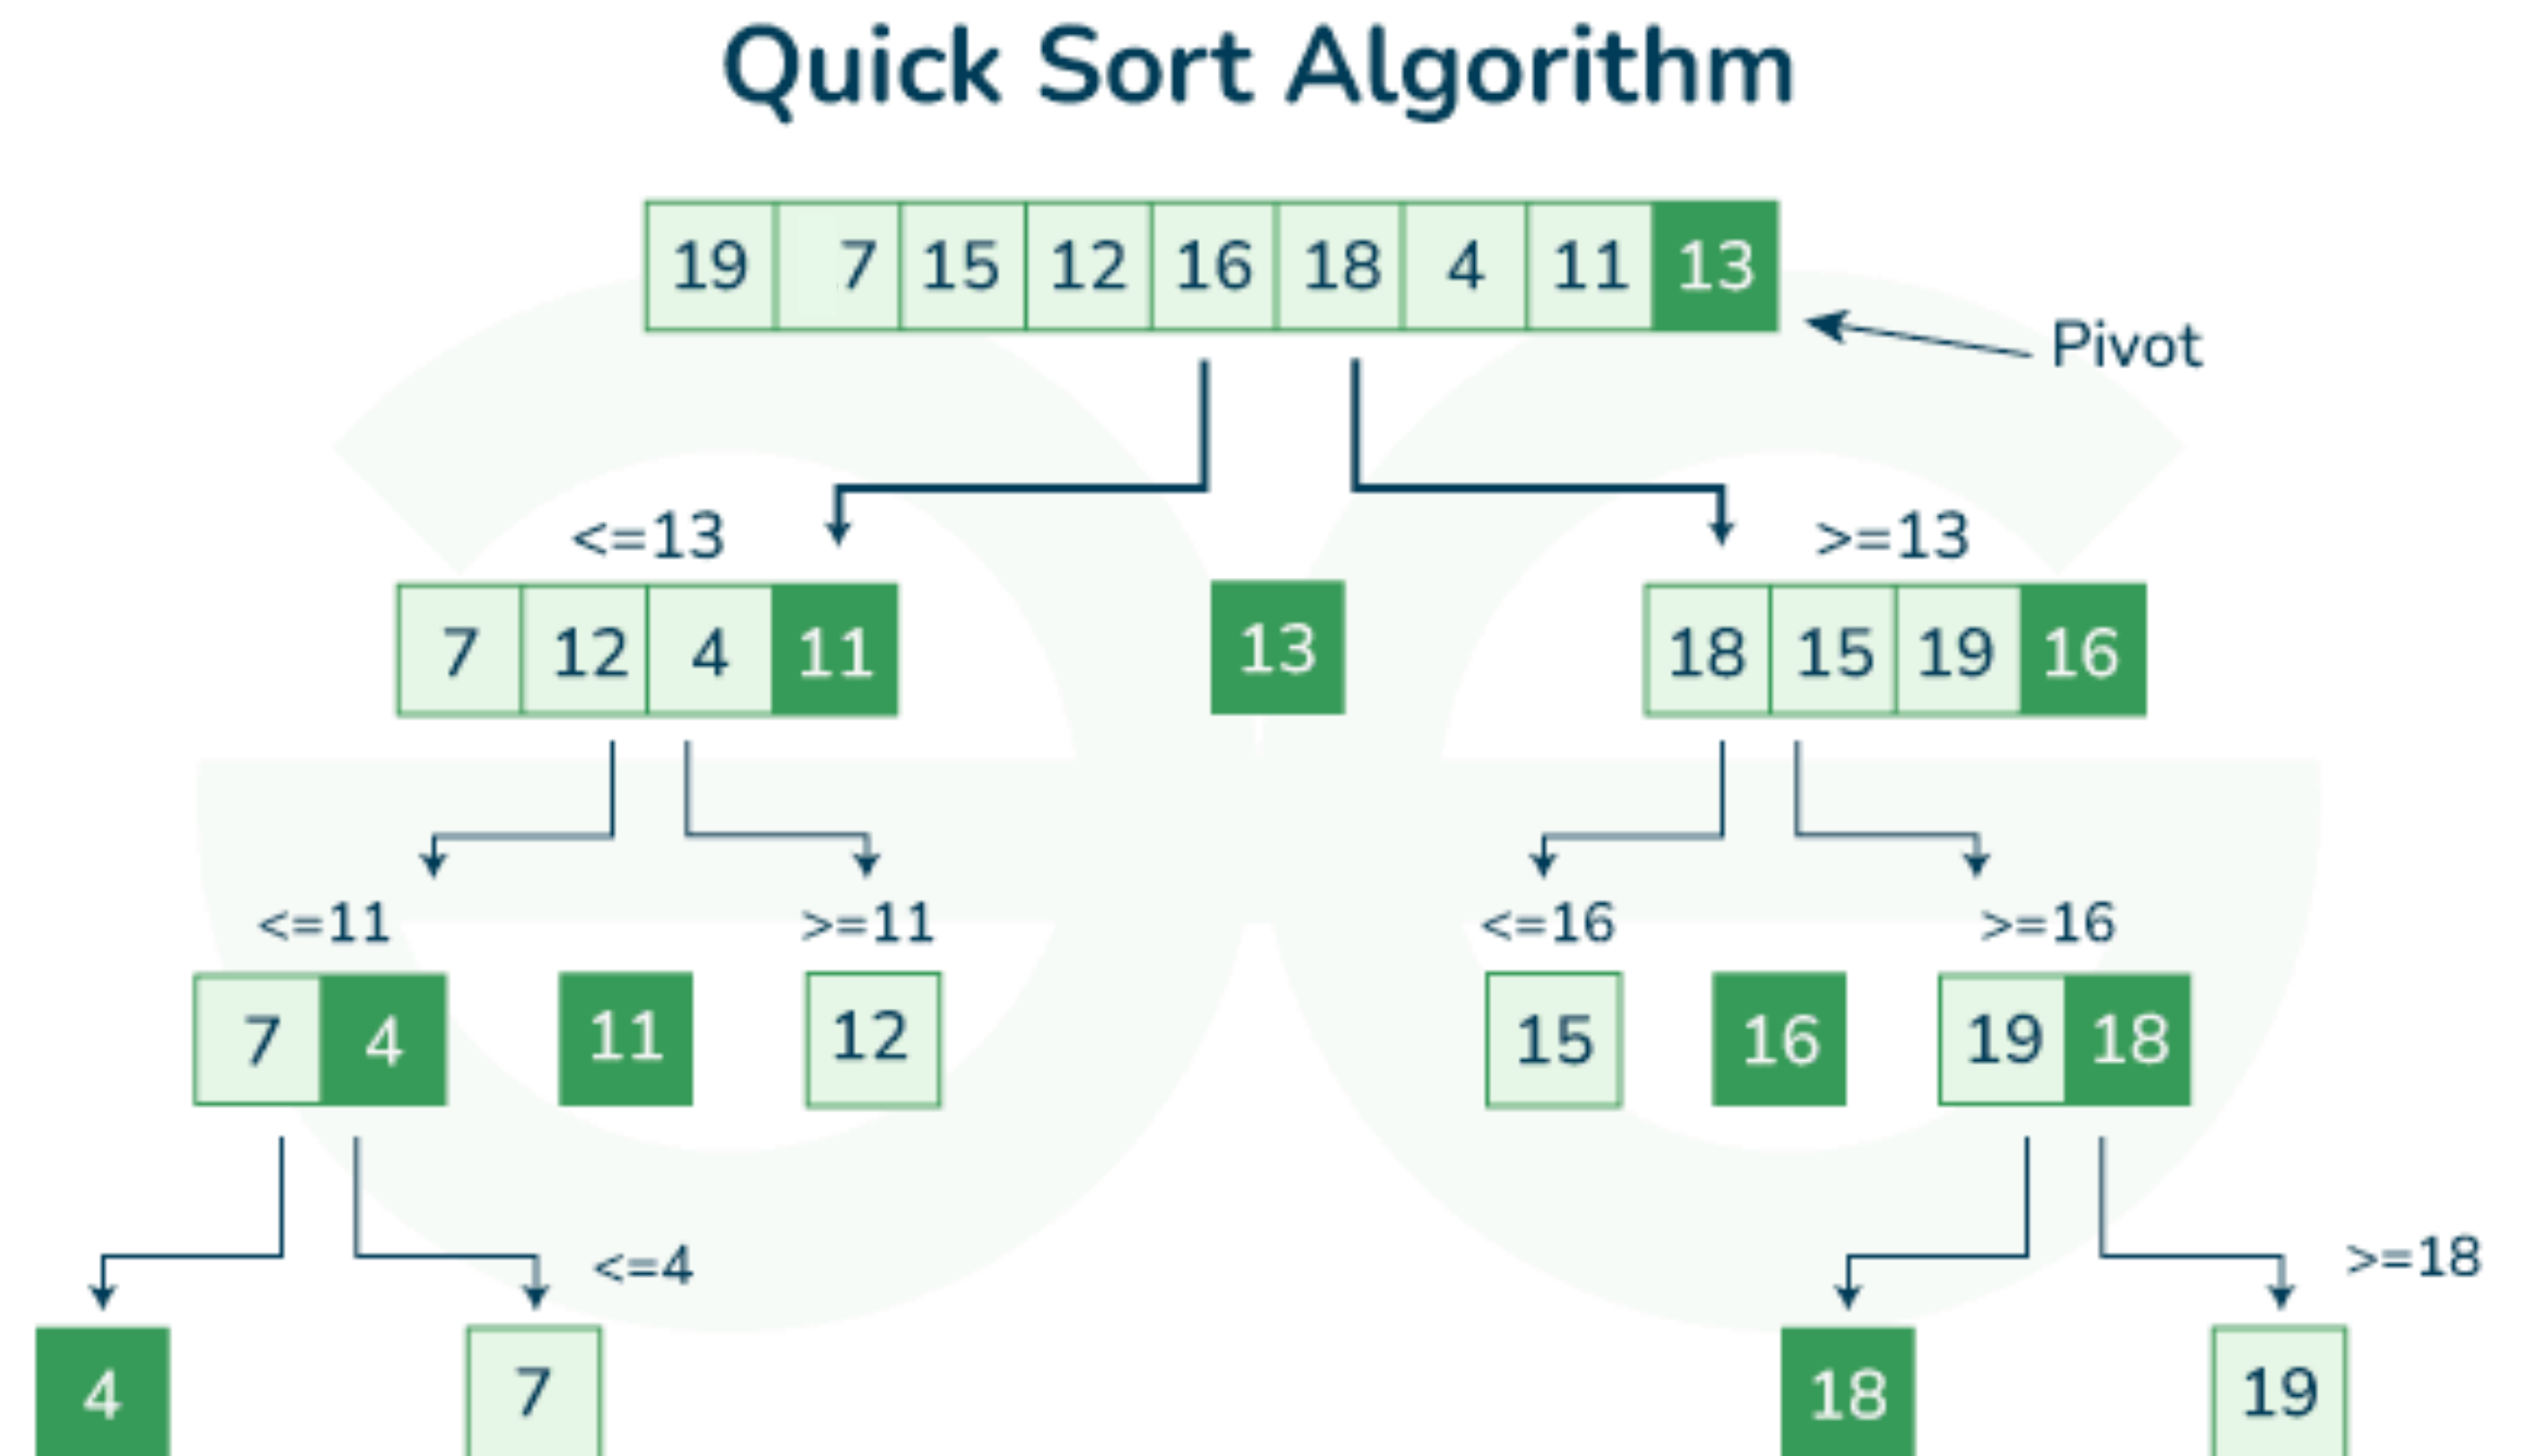 Quick Sort Algorithm
19 7 15 12 16 18 4 11 13
Pivot
<=13 >=13
7 12 4 11 13 18 15 19 16
<=11 >=11 <=16 >=16
7 4 11 12 15 16 19 18
<=4 >=18
4 7 18 19